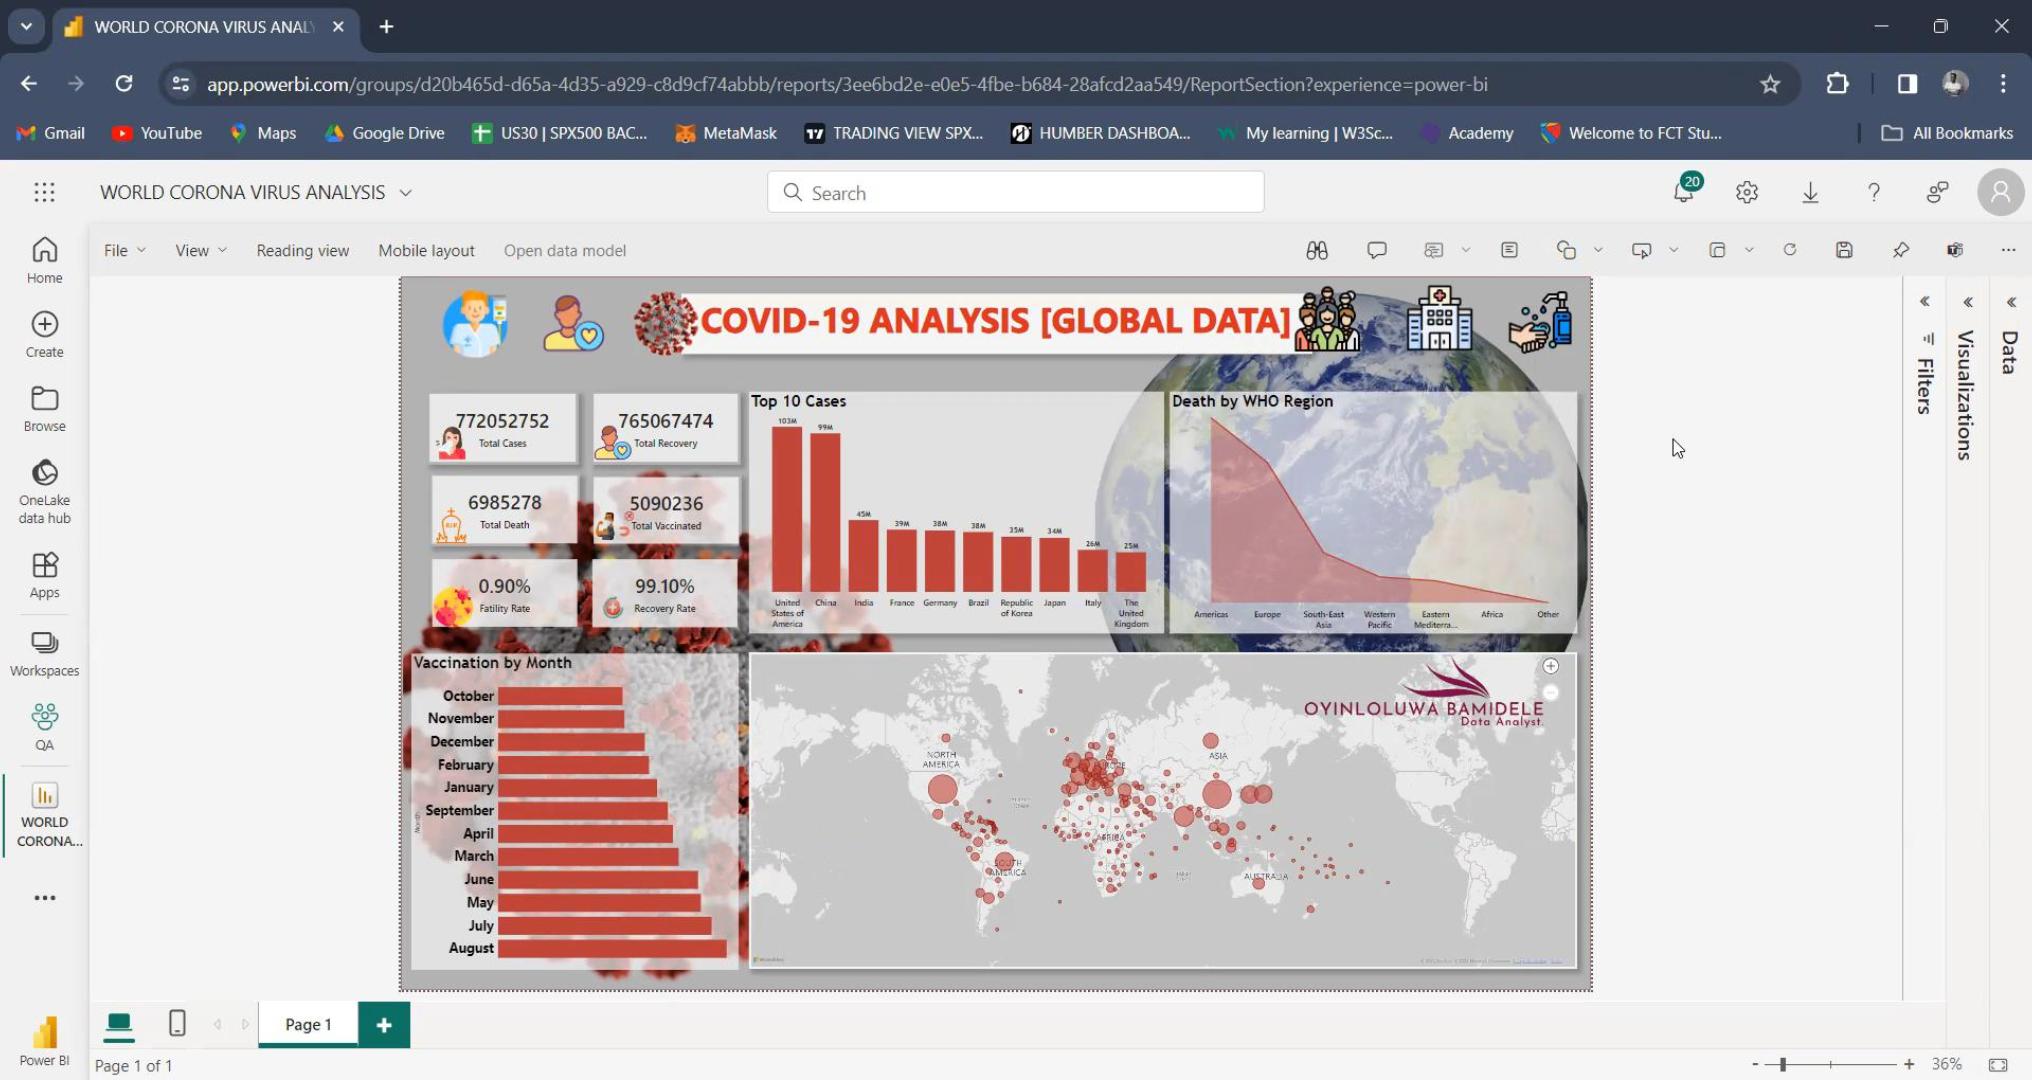 WORLD CORONA VIRUS ANAL
app.powerbi.com/groups/d20b465d-d65a-4d35-a929-c8d9cf74abbb/reports/3ee6bd2e-e0e5-4fbe-b684-28afcd2aa549/ReportSection?experience=power-bi
Gmail YouTube Maps Google Drive US30 | SPX500 BAC... MetaMask TRADING VIEW SPX... HUMBER DASHBOA... My learning | W3Sc... Academy Welcome to FCT Stu... All Bookmarks
WORLD CORONA VIRUS ANALYSIS
Search
20
File View Reading view Mobile layout Open data model
Home
Create
Browse
OneLake
data hub
Apps
Workspaces
QA
WORLD
CORONA...
Power BI
COVID-19 ANALYSIS [GLOBAL DATA]
772052752
Total Cases
765067474
Total Recovery
6985278
Total Death
5090236
Total Vaccinated
0.90%
Fatility Rate
99.10%
Recovery Rate
Top 10 Cases
103M 99M 45M 39M 38M 38M 35M 34M 26M 25M
United States of America China India France Germany Brazil Republic of Korea Japan Italy The United Kingdom
Death by WHO Region
Americas Europe South-East Asia Western Pacific Eastern Mediterra... Africa Other
Vaccination by Month
Month
October
November
December
February
January
September
April
March
June
May
July
August
OYINLOLUWA BAMIDELE
Data Analyst.
NORTH
AMERICA
EUROPE
ASIA
AFRICA
SOUTH
AMERICA
AUSTRALIA
Filters
Visualizations
Data
Page 1
Page 1 of 1
36%